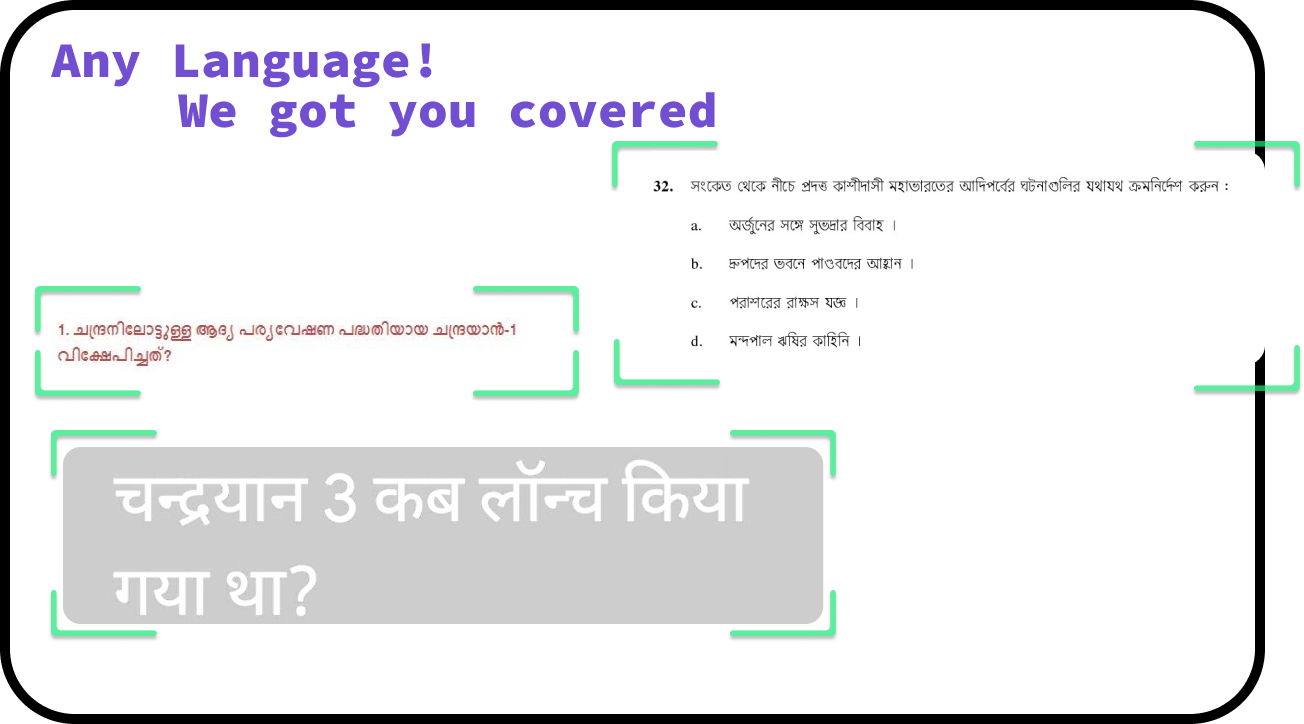 Any Language!
We got you covered
32. সংকেত থেকে নীচে প্রদত্ত কাশীদাসী মহাভারতের আদিপর্বের ঘটনাগুলির যথাযথ ক্রমনির্দেশ করুন :
a. অর্জুনের সঙ্গে সুভদ্রার বিবাহ ।
b. দ্রুপদের ভবনে পাণ্ডবদের আহ্বান ।
c. পরাশরের রাক্ষস যজ্ঞ ।
d. মন্দপাল ঋষির কাহিনি ।
1. ചന്ദ്രനിലോട്ടുള്ള ആദ്യ പര്യവേഷണ പദ്ധതിയായ ചന്ദ്രയാൻ-1
വിക്ഷേപിച്ചത്?
चन्द्रयान 3 कब लॉन्च किया
गया था?